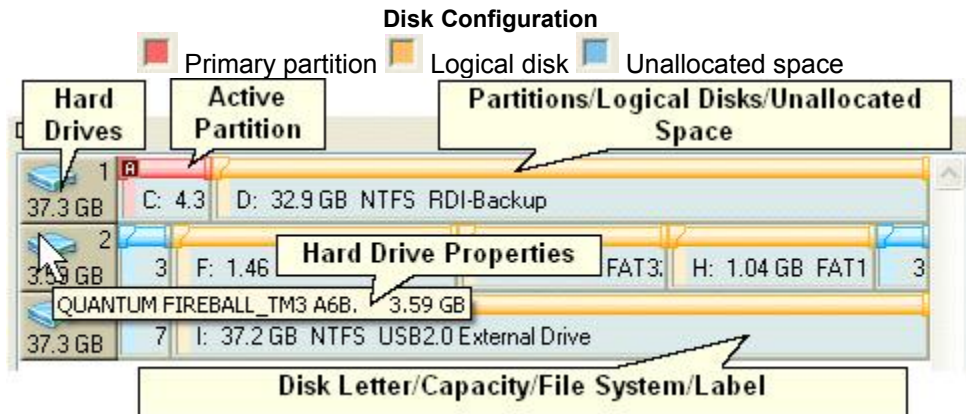 Disk Configuration
Primary partition Logical disk Unallocated space
Hard Drives
Active Partition
Partitions/Logical Disks/Unallocated Space
1
37.3 GB
A
C: 4.3
D: 32.9 GB NTFS RDI-Backup
2
3.59 GB
3
F: 1.46
Hard Drive Properties
FAT32
H: 1.04 GB FAT1
3
QUANTUM FIREBALL_TM3 A6B. 3.59 GB
37.3 GB
7
I: 37.2 GB NTFS USB2.0 External Drive
Disk Letter/Capacity/File System/Label